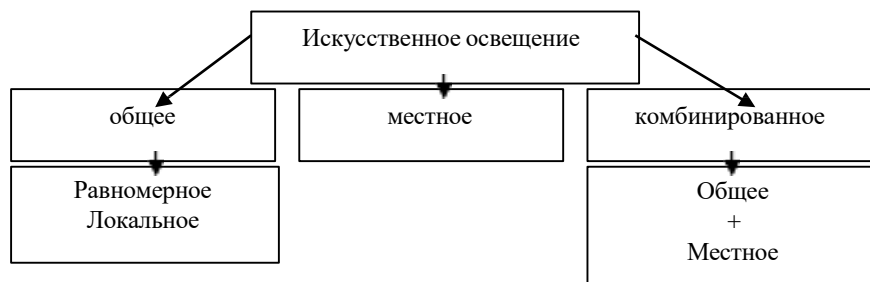 Искусственное освещение
общее
местное
комбинированное
Равномерное
Локальное
Общее
+
Местное